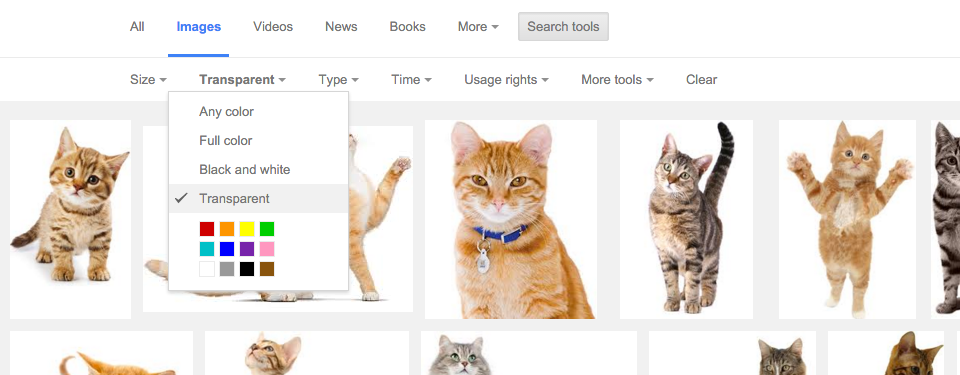 All Images Videos News Books More Search tools
Size Transparent Type Time Usage rights More tools Clear
Any color
Full color
Black and white
Transparent